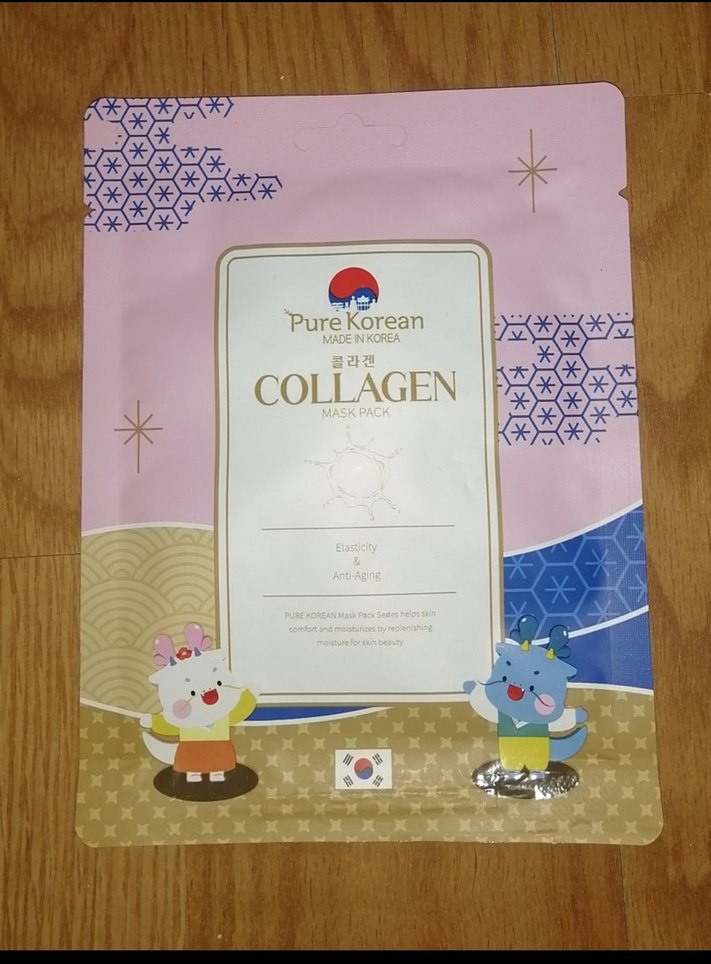 Pure Korean
MADE IN KOREA
콜라겐
COLLAGEN
MASK PACK
Elasticity
&
Anti-Aging
PURE KOREAN Mask Pack Series helps skin
comfort and moisturizes by replenishing
moisture for skin beauty.